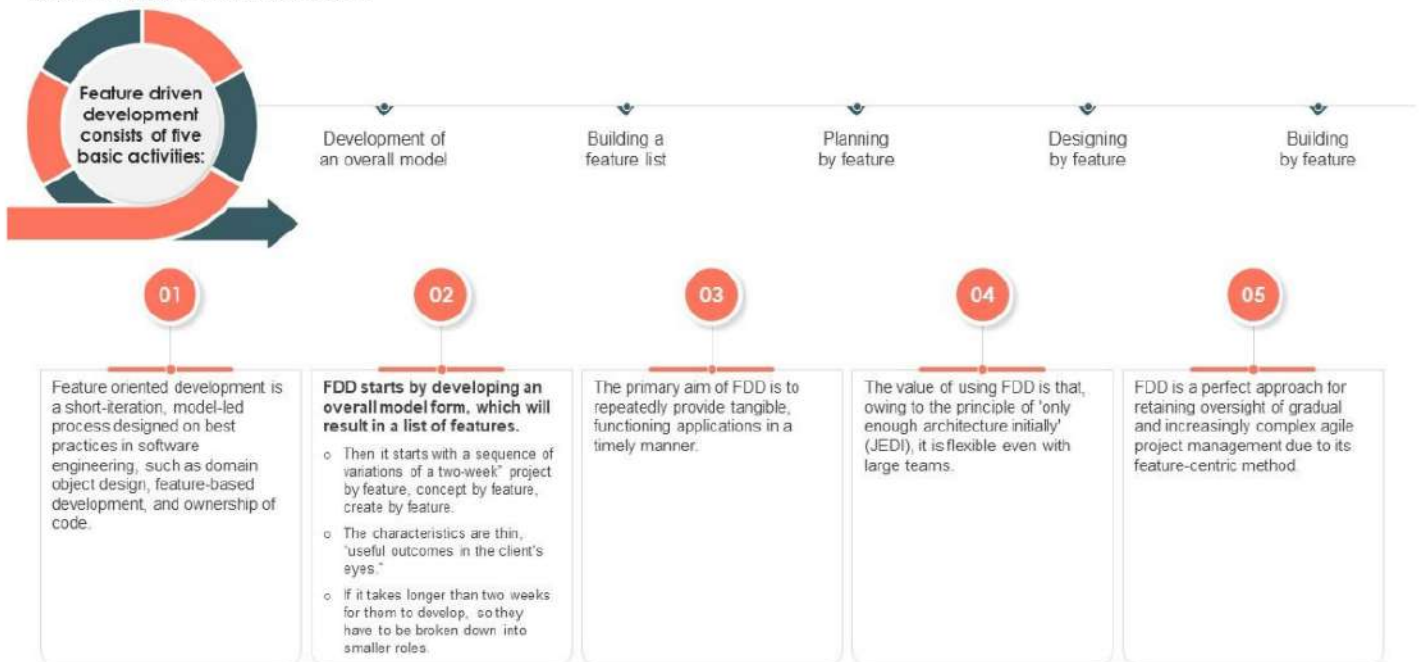 Feature driven
development
consists of five
basic activities:
Development of
an overall model
Building a
feature list
Planning
by feature
Designing
by feature
Building
by feature
01
02
03
04
05
Feature oriented development is
a short-iteration, model-led
process designed on best
practices in software
engineering, such as domain
object design, feature-based
development, and ownership of
code.
FDD starts by developing an
overall model form, which will
result in a list of features.
o Then it starts with a sequence of
variations of a two-week" project
by feature, concept by feature,
create by feature.
o The characteristics are thin,
"useful outcomes in the client's
eyes."
o If it takes longer than two weeks
for them to develop, so they
have to be broken down into
smaller roles.
The primary aim of FDD is to
repeatedly provide tangible,
functioning applications in a
timely manner.
The value of using FDD is that,
owing to the principle of 'only
enough architecture initially'
(JEDI), it is flexible even with
large teams.
FDD is a perfect approach for
retaining oversight of gradual
and increasingly complex agile
project management due to its
feature-centric method.